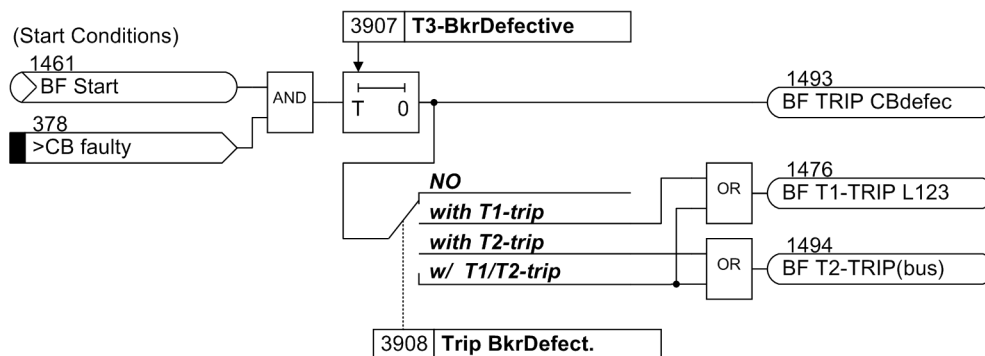 3907 T3-BkrDefective
(Start Conditions)
1461
BF Start
AND
T 0
1493
BF TRIP CBdefec
378
>CB faulty
NO
with T1-trip
OR
1476
BF T1-TRIP L123
with T2-trip
w/ T1/T2-trip
OR
1494
BF T2-TRIP(bus)
3908 Trip BkrDefect.